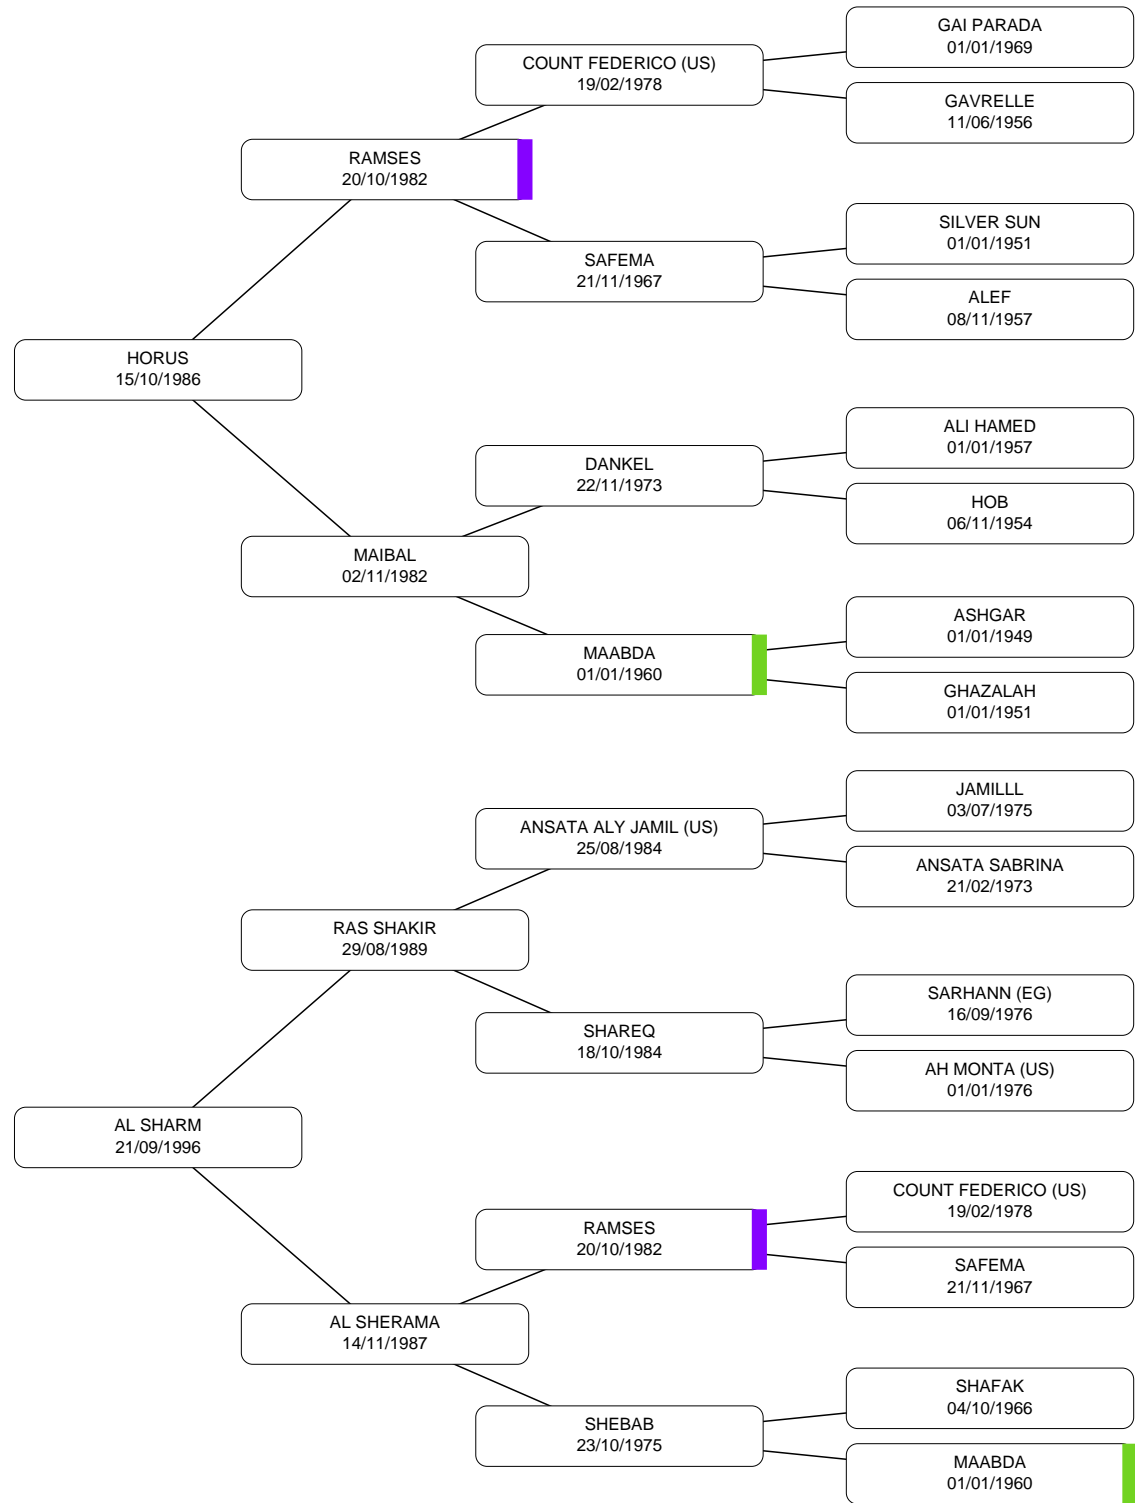 GAI PARADA
01/01/1969
COUNT FEDERICO (US)
19/02/1978
GAVRELLE
11/06/1956
RAMSES
20/10/1982
SILVER SUN
01/01/1951
SAFEMA
21/11/1967
ALEF
08/11/1957
HORUS
15/10/1986
ALI HAMED
01/01/1957
DANKEL
22/11/1973
HOB
06/11/1954
MAIBAL
02/11/1982
ASHGAR
01/01/1949
MAABDA
01/01/1960
GHAZALAH
01/01/1951
JAMILLL
03/07/1975
ANSATA ALY JAMIL (US)
25/08/1984
ANSATA SABRINA
21/02/1973
RAS SHAKIR
29/08/1989
SARHANN (EG)
16/09/1976
SHAREQ
18/10/1984
AH MONTA (US)
01/01/1976
AL SHARM
21/09/1996
COUNT FEDERICO (US)
19/02/1978
RAMSES
20/10/1982
SAFEMA
21/11/1967
AL SHERAMA
14/11/1987
SHAFAK
04/10/1966
SHEBAB
23/10/1975
MAABDA
01/01/1960